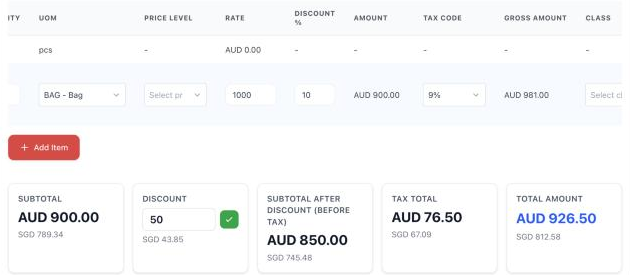 ITY UOM PRICE LEVEL RATE DISCOUNT % AMOUNT TAX CODE GROSS AMOUNT CLASS
pcs - AUD 0.00 - - - - -
BAG - Bag Select pr 1000 10 AUD 900.00 9% AUD 981.00 Select cl
+ Add Item
SUBTOTAL
AUD 900.00
SGD 789.34
DISCOUNT
50
SGD 43.85
SUBTOTAL AFTER
DISCOUNT (BEFORE
TAX)
AUD 850.00
SGD 745.48
TAX TOTAL
AUD 76.50
SGD 67.09
TOTAL AMOUNT
AUD 926.50
SGD 812.58